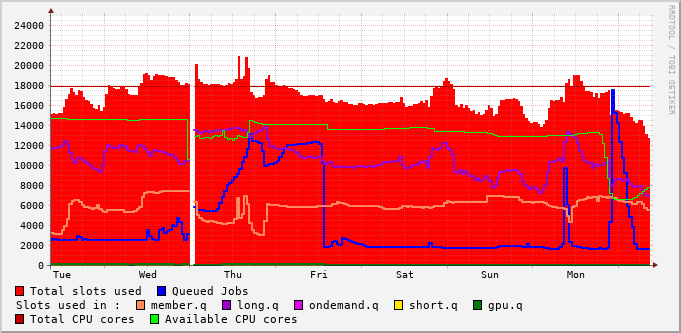 RRDTOOL / TOBI OETIKER
24000
22000
20000
18000
16000
14000
12000
10000
8000
6000
4000
2000
0
Tue Wed Thu Fri Sat Sun Mon
Total slots used Queued Jobs
Slots used in : member.q long.q ondemand.q short.q gpu.q
Total CPU cores Available CPU cores